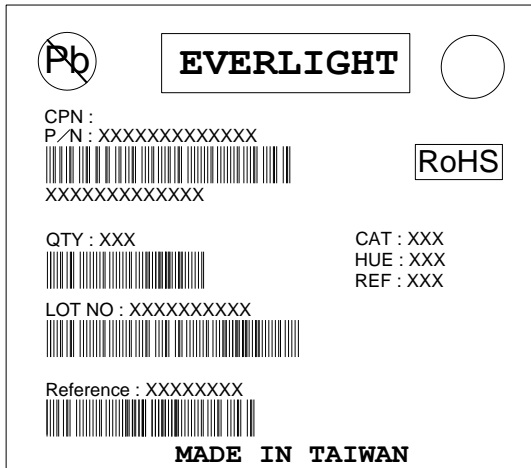 Pb
EVERLIGHT
CPN :
P/N : XXXXXXXXXXXXX
RoHS
XXXXXXXXXXXXX
QTY : XXX
CAT : XXX
HUE : XXX
REF : XXX
LOT NO : XXXXXXXXXX
Reference : XXXXXXXX
MADE IN TAIWAN